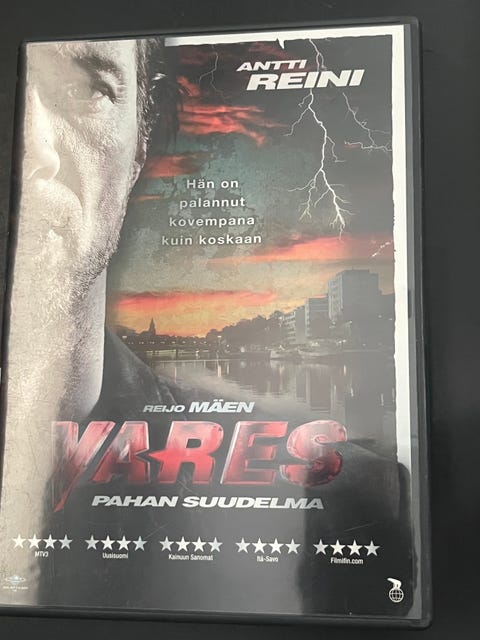 ANTTI
REINI
Hän on
palannut
kovempana
kuin koskaan
REIJO MÄEN
VARES
PAHAN SUUDELMA
MTV3
Uusisuomi
Kainuun Sanomat
Itä-Savo
Filmifin.com